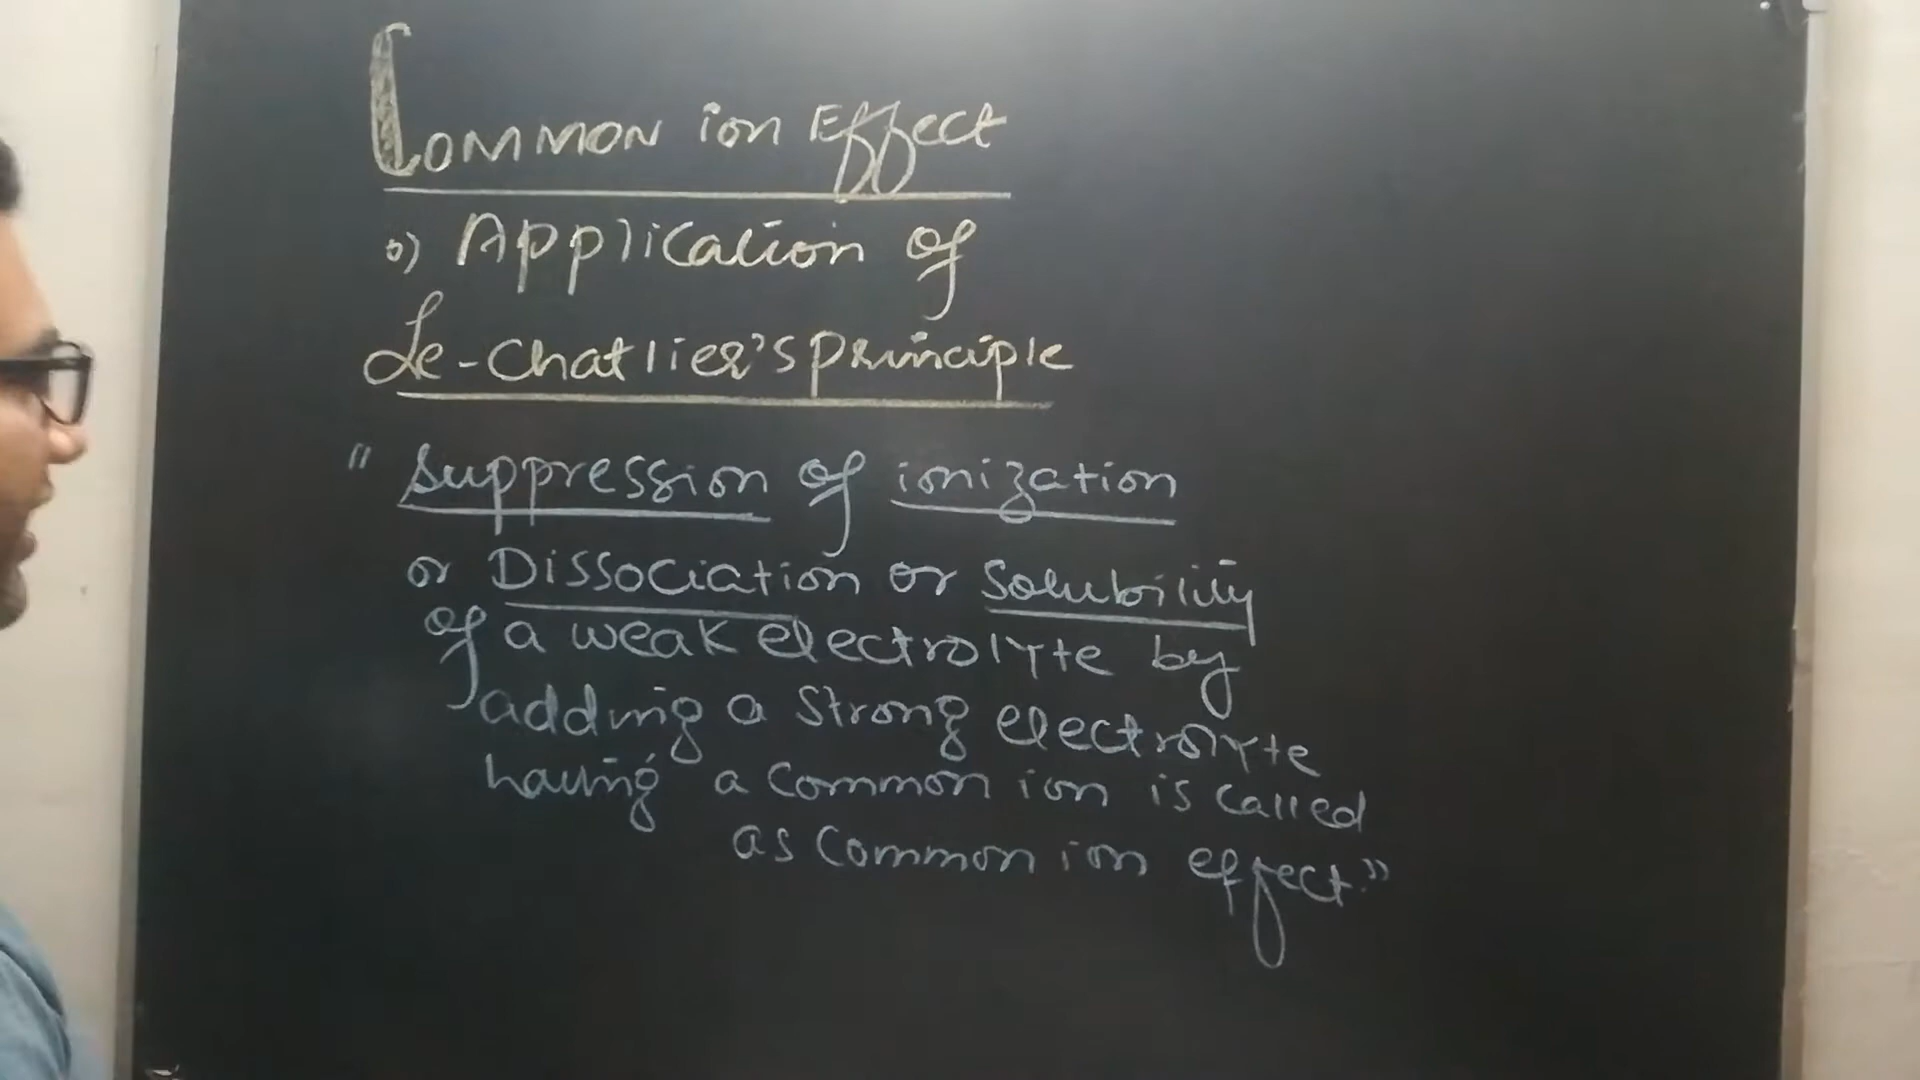 Common ion Effect
o) Application of
Le-Chatlier's principle
" suppression of ionization
or Dissociation or Solubility
of a weak electrolyte by
adding a strong electrolyte
having a common ion is called
as common ion effect."